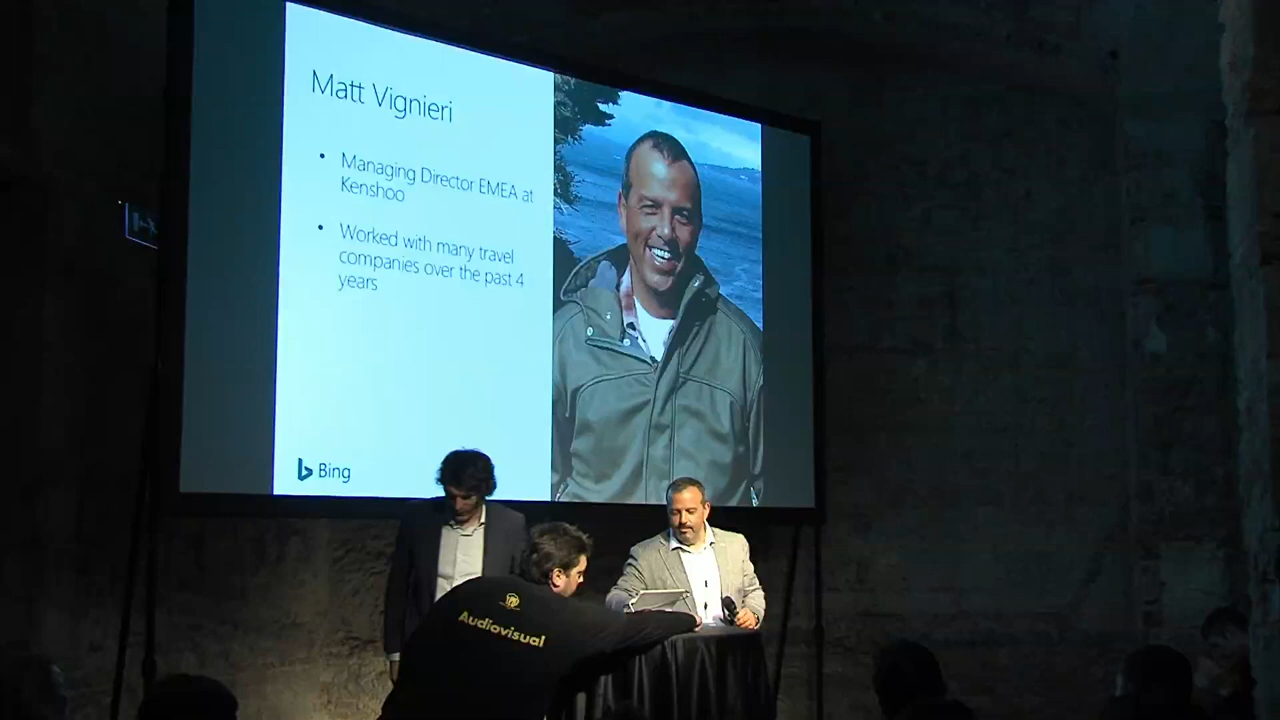 Matt Vignieri
• Managing Director EMEA at
Kenshoo
• Worked with many travel
companies over the past 4
years
Bing
Audiovisual